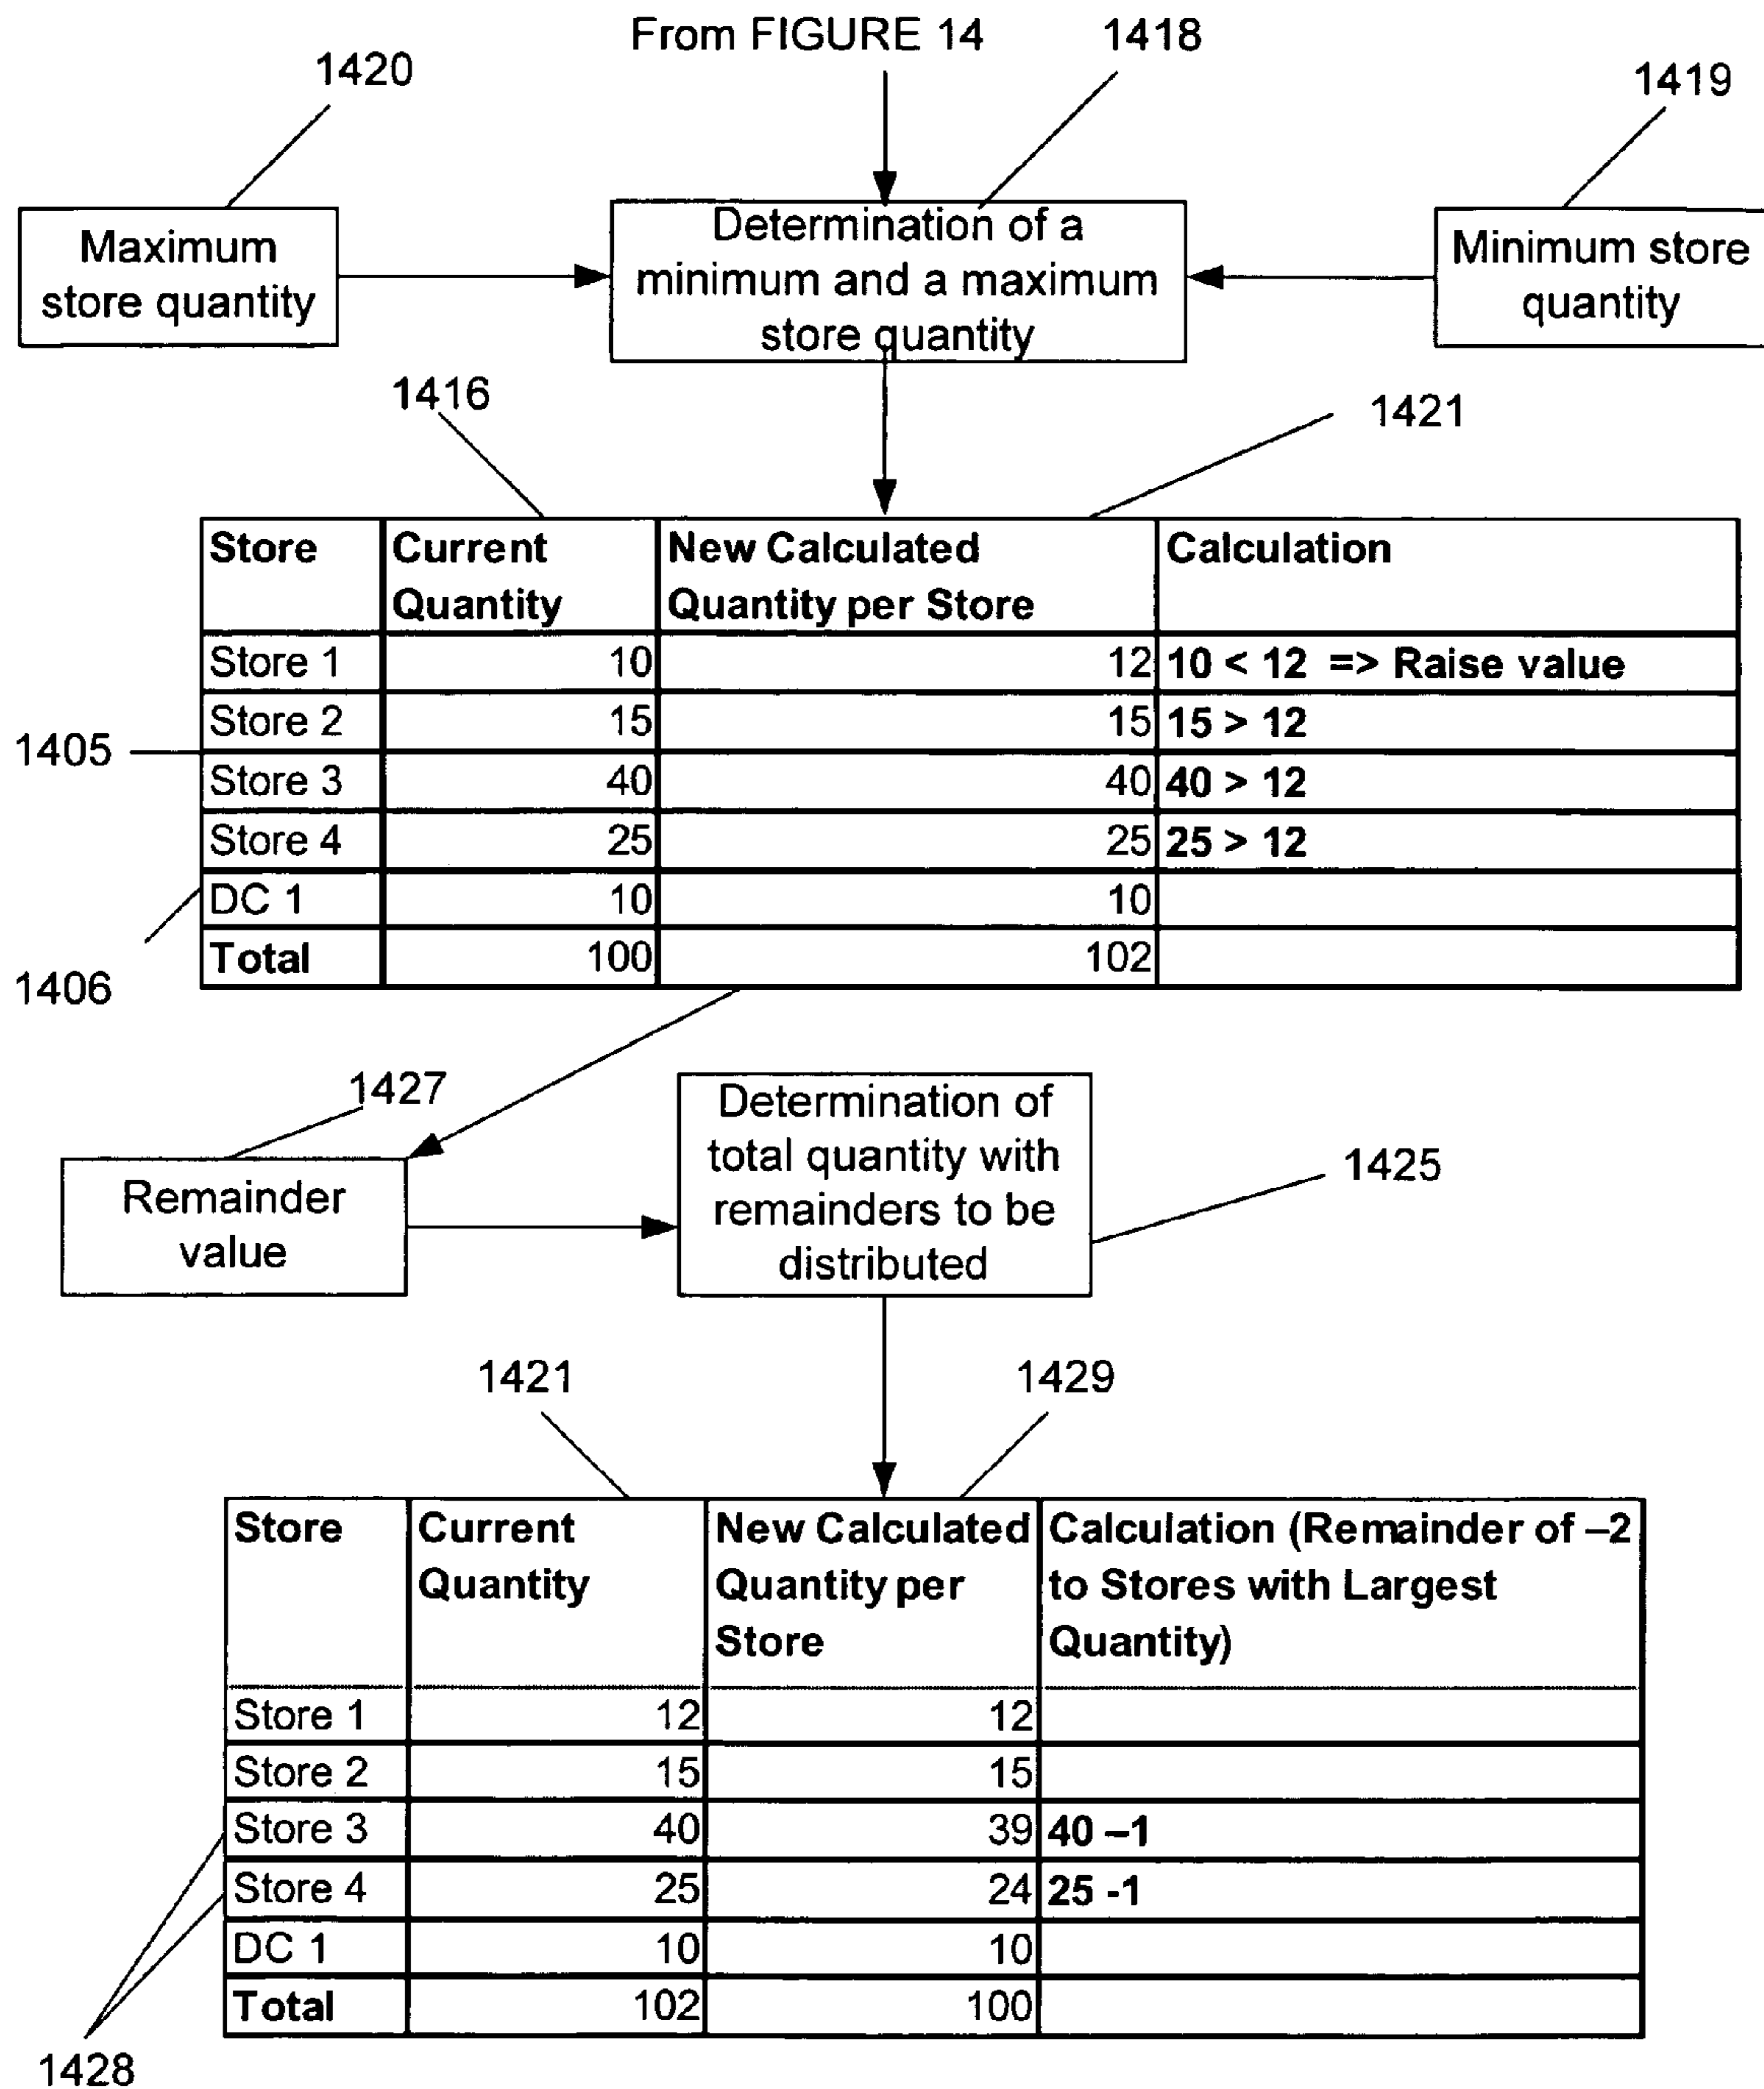 From FIGURE 14
1418
1420
1419
Maximum
store quantity
Determination of a
minimum and a maximum
store quantity
Minimum store
quantity
1416
1421
Store Current Quantity New Calculated Quantity per Store Calculation
Store 1 10 12 10 < 12 => Raise value
Store 2 15 15 15 > 12
1405
Store 3 40 40 40 > 12
Store 4 25 25 25 > 12
DC 1 10 10
Total 100 102
1406
1427
Determination of
total quantity with
remainders to be
distributed
1425
Remainder
value
1421
1429
Store Current Quantity New Calculated Quantity per Store Calculation (Remainder of –2 to Stores with Largest Quantity)
Store 1 12 12
Store 2 15 15
Store 3 40 39 40 –1
Store 4 25 24 25 -1
DC 1 10 10
Total 102 100
1428